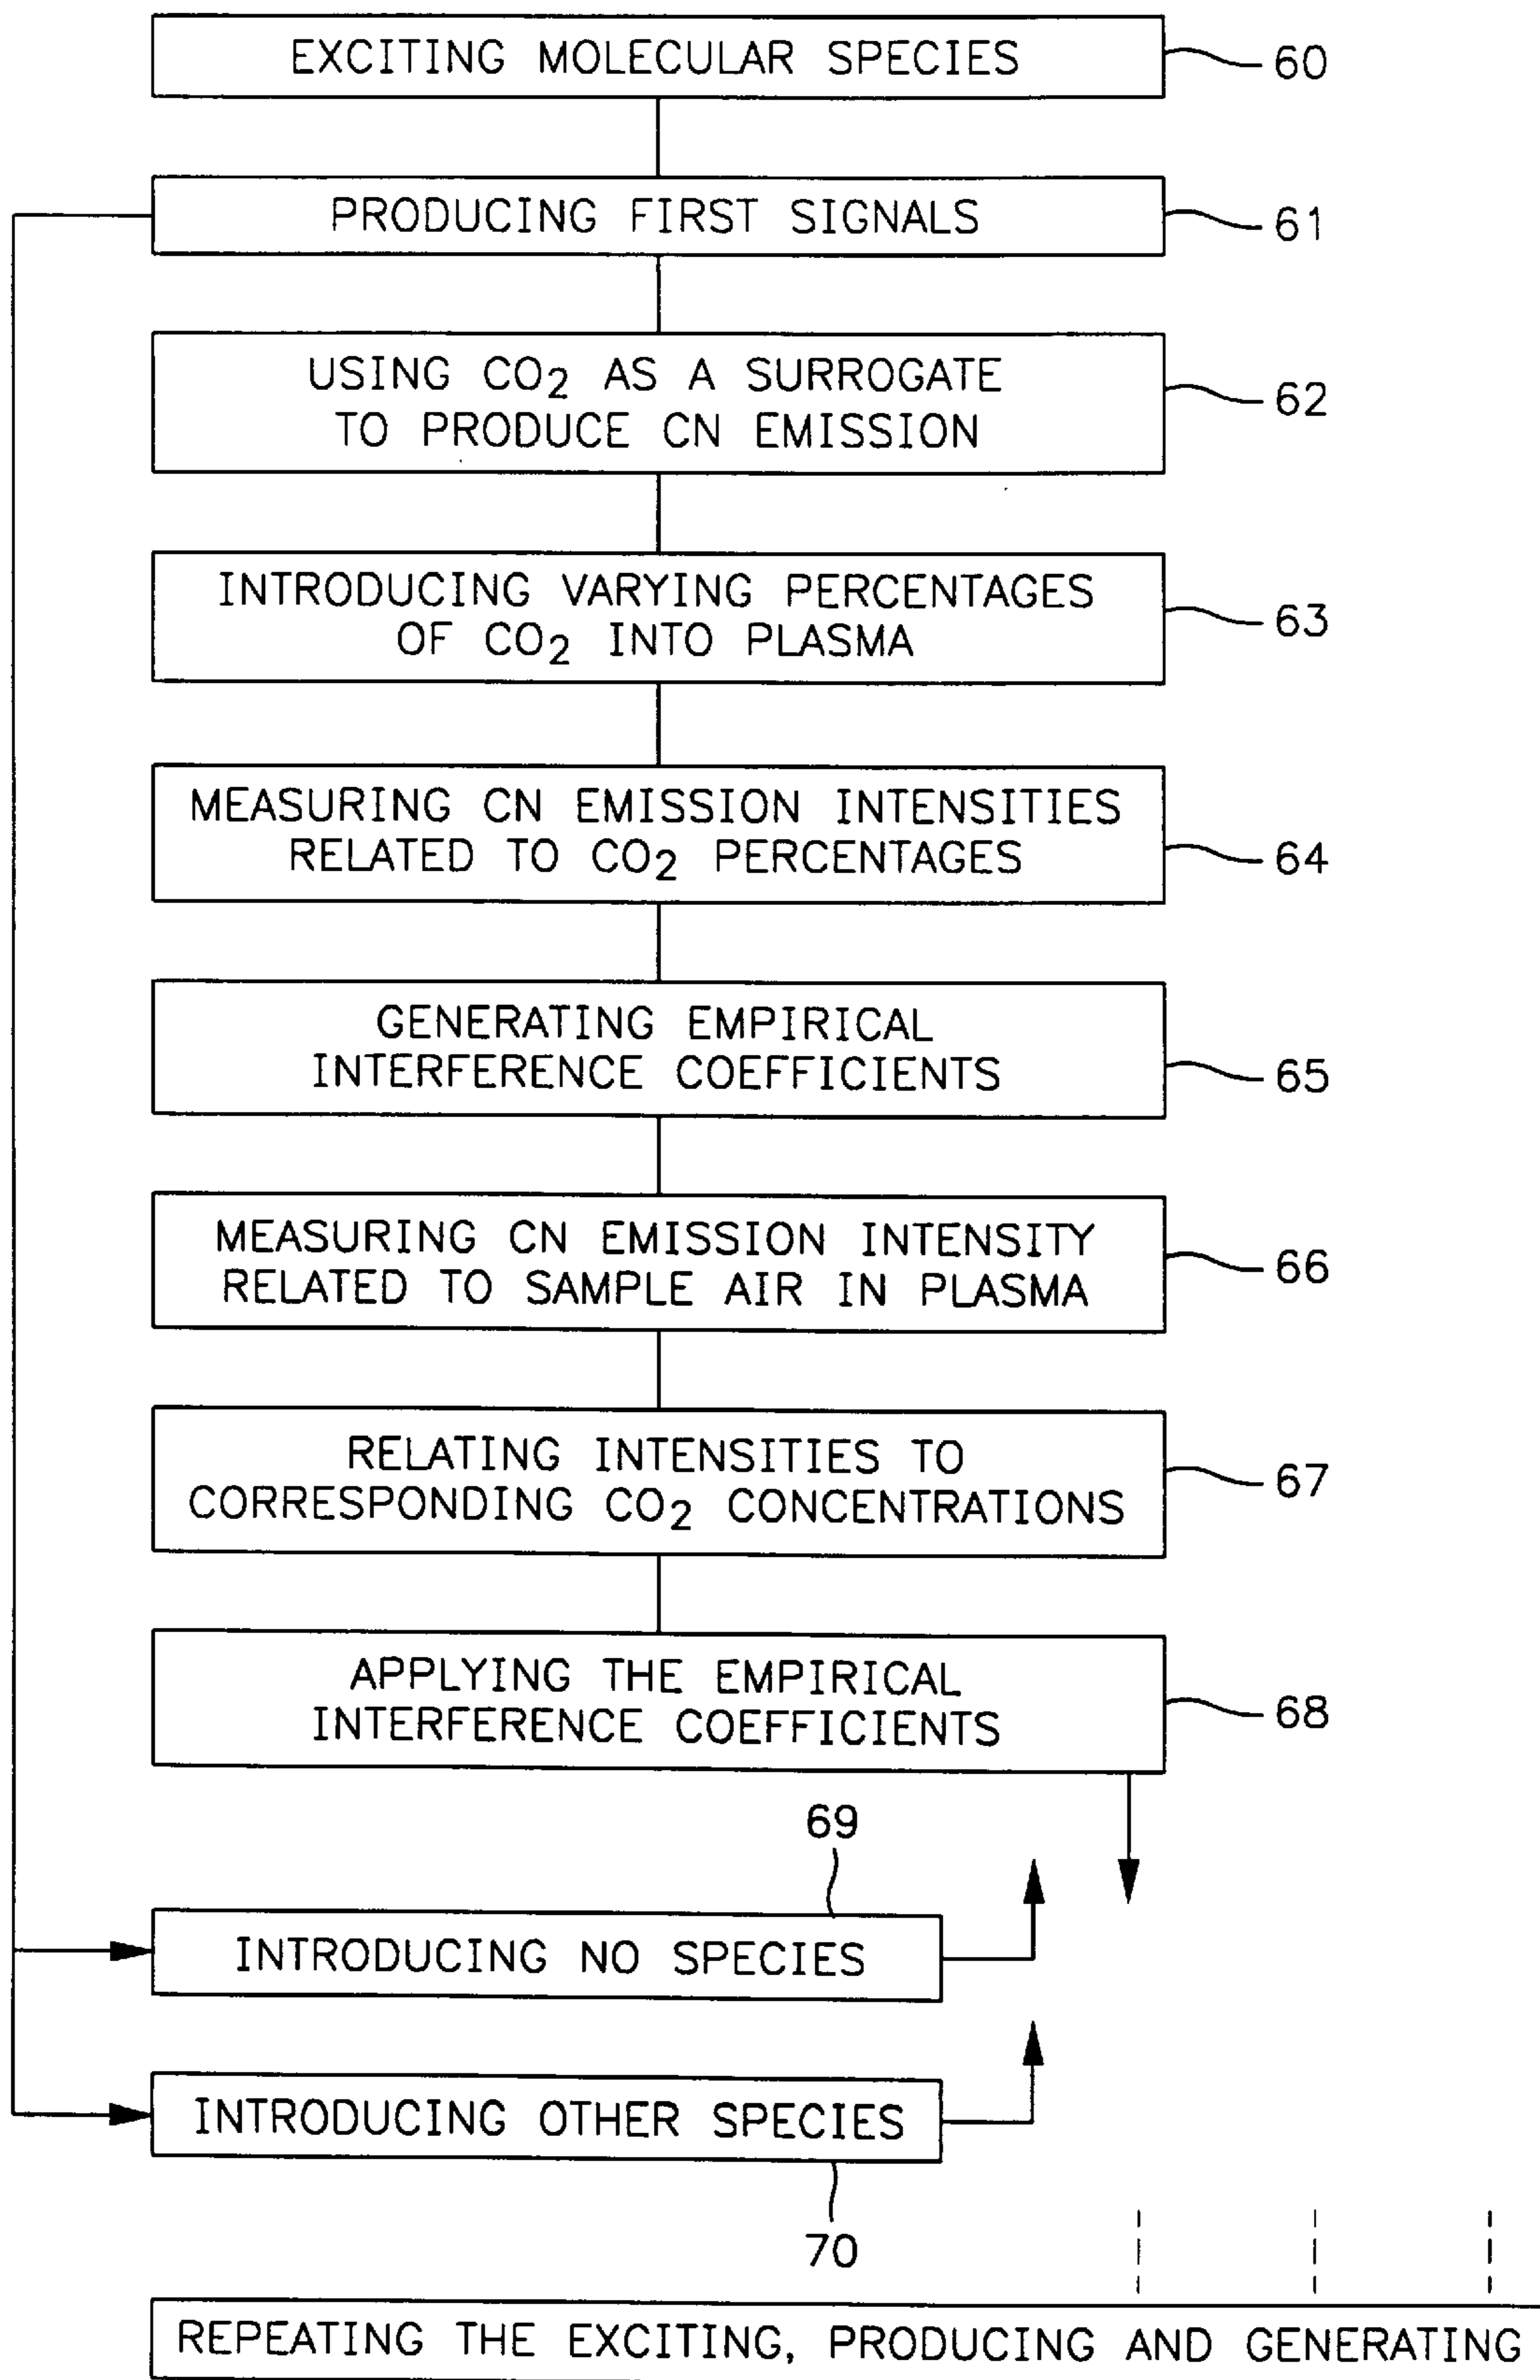 EXCITING MOLECULAR SPECIES
60
PRODUCING FIRST SIGNALS
61
USING CO2 AS A SURROGATE
TO PRODUCE CN EMISSION
62
INTRODUCING VARYING PERCENTAGES
OF CO2 INTO PLASMA
63
MEASURING CN EMISSION INTENSITIES
RELATED TO CO2 PERCENTAGES
64
GENERATING EMPIRICAL
INTERFERENCE COEFFICIENTS
65
MEASURING CN EMISSION INTENSITY
RELATED TO SAMPLE AIR IN PLASMA
66
RELATING INTENSITIES TO
CORRESPONDING CO2 CONCENTRATIONS
67
APPLYING THE EMPIRICAL
INTERFERENCE COEFFICIENTS
68
69
INTRODUCING NO SPECIES
INTRODUCING OTHER SPECIES
70
REPEATING THE EXCITING, PRODUCING AND GENERATING